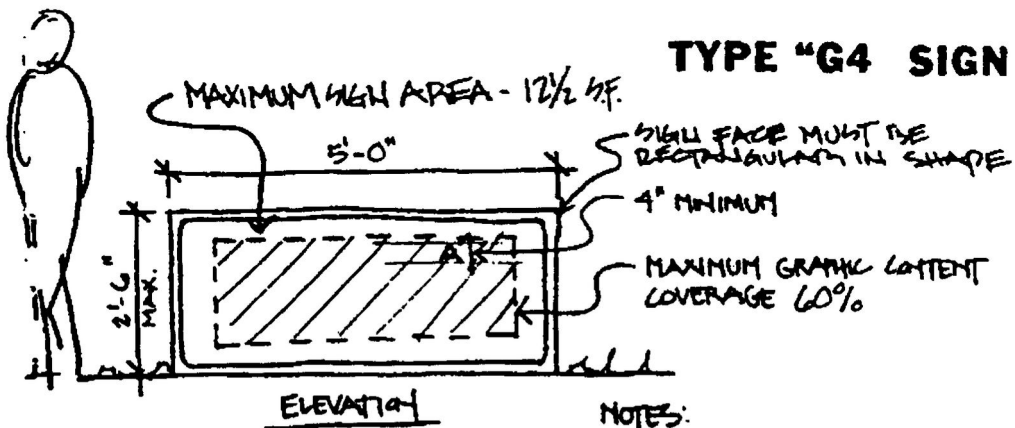 TYPE "G4 SIGN
MAXIMUM SIGN AREA - 12½ S.F.
5'-0"
SIGN FACE MUST BE
RECTANGULAR IN SHAPE
4" MINIMUM
A
2'-6"
MAX.
MAXIMUM GRAPHIC CONTENT
COVERAGE 60%
ELEVATION
NOTES: